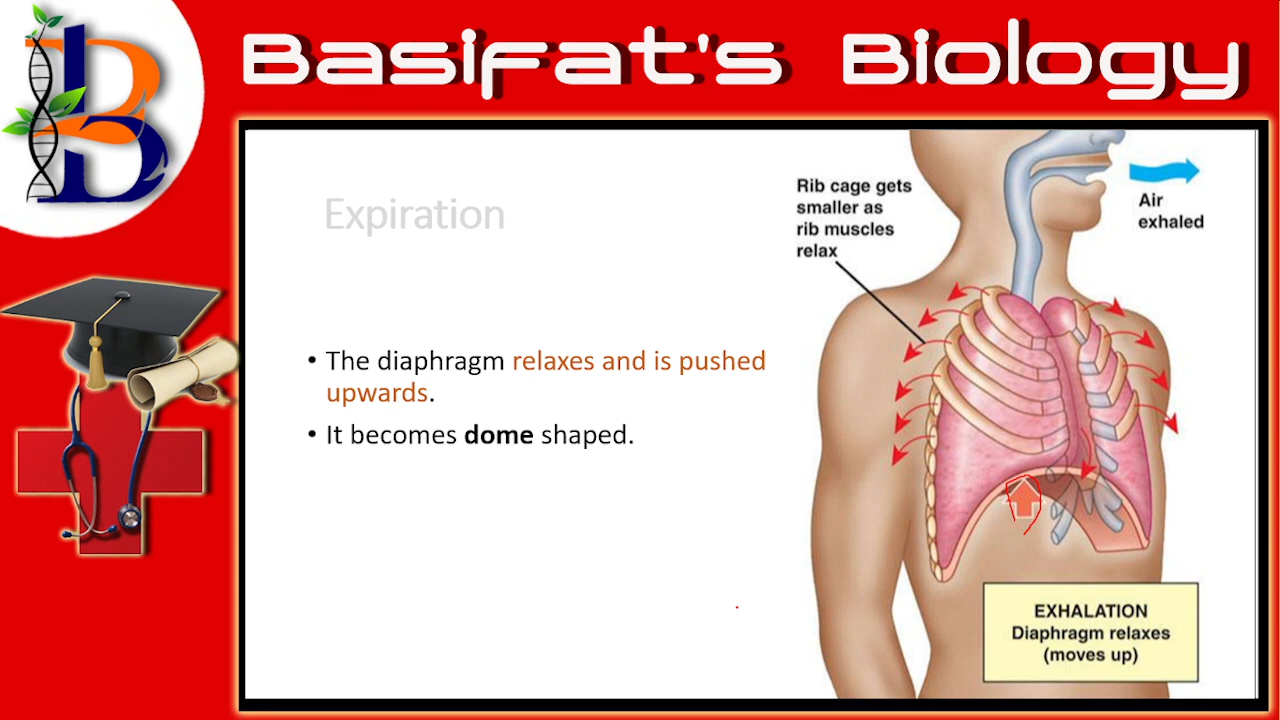 Basifat's Biology
Expiration
• The diaphragm relaxes and is pushed
upwards.
• It becomes dome shaped.
Rib cage gets
smaller as
rib muscles
relax
Air
exhaled
EXHALATION
Diaphragm relaxes
(moves up)